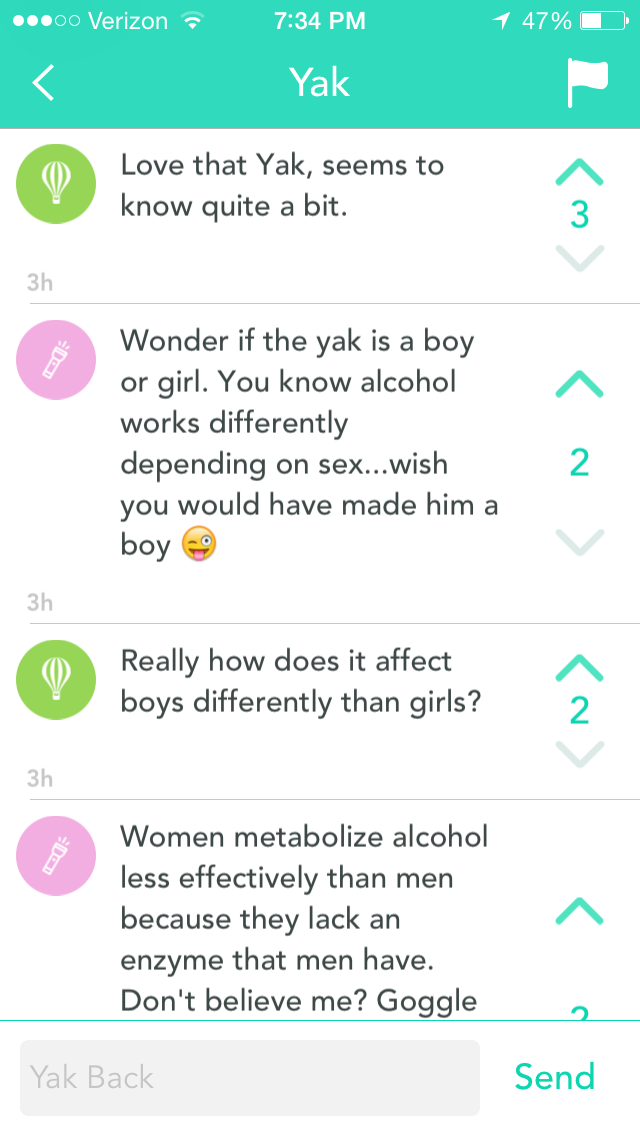 Verizon 7:34 PM 47%
Yak
Love that Yak, seems to
know quite a bit.
3
3h
Wonder if the yak is a boy
or girl. You know alcohol
works differently
depending on sex...wish
you would have made him a
boy 😜
2
3h
Really how does it affect
boys differently than girls?
2
3h
Women metabolize alcohol
less effectively than men
because they lack an
enzyme that men have.
Don't believe me? Goggle
Yak Back
Send